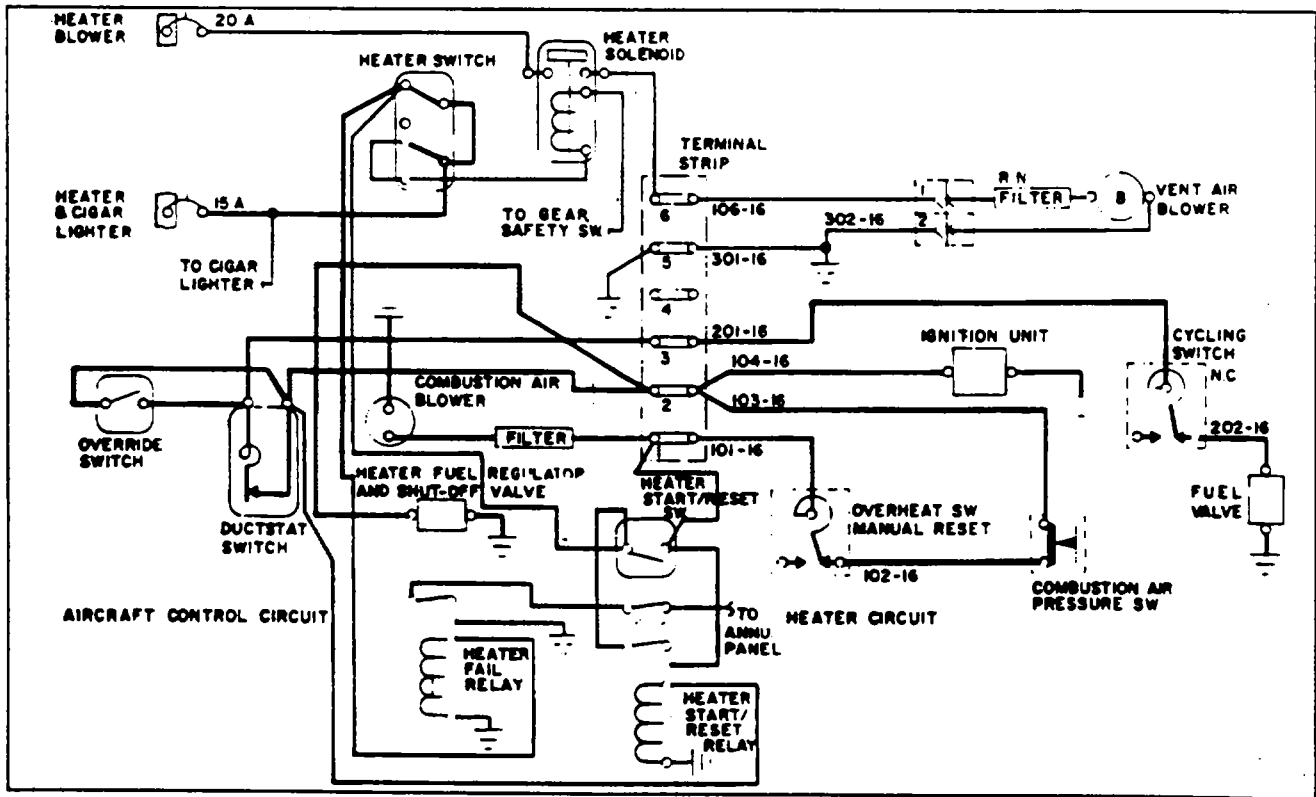 HEATER
BLOWER
20 A
HEATER SWITCH
HEATER
SOLENOID
TERMINAL
STRIP
HEATER
& CIGAR
LIGHTER
15 A
TO CIGAR
LIGHTER
TO GEAR
SAFETY SW.
6
106-16
R N
FILTER
B
VENT AIR
BLOWER
302-16
2
5
301-16
4
3
201-16
IGNITION UNIT
CYCLING
SWITCH
N.C
104-16
COMBUSTION AIR
BLOWER
2
103-16
OVERRIDE
SWITCH
FILTER
101-16
202-16
HEATER FUEL REGULATOR
AND SHUT-OFF VALVE
HEATER
START/RESET
SW
OVERHEAT SW
MANUAL RESET
FUEL
VALVE
DUCTSTAT
SWITCH
102-16
COMBUSTION AIR
PRESSURE SW
AIRCRAFT CONTROL CIRCUIT
TO
ANNU.
PANEL
HEATER CIRCUIT
HEATER
FAIL
RELAY
HEATER
START/
RESET
RELAY